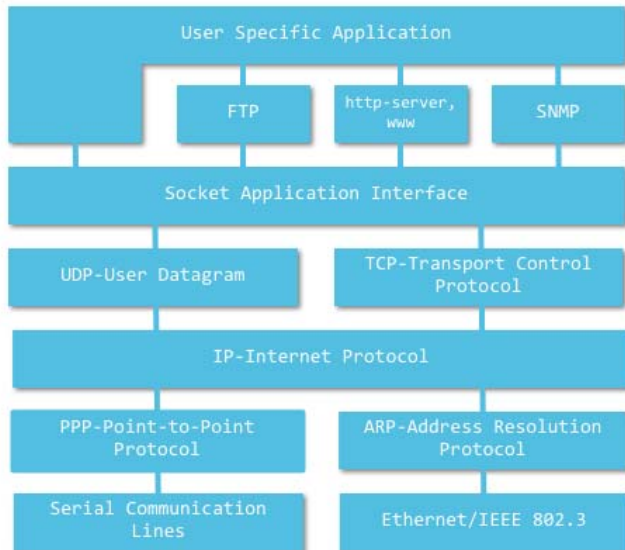 User Specific Application
FTP
http-server,
www
SNMP
Socket Application Interface
UDP-User Datagram
TCP-Transport Control
Protocol
IP-Internet Protocol
PPP-Point-to-Point
Protocol
ARP-Address Resolution
Protocol
Serial Communication
Lines
Ethernet/IEEE 802.3